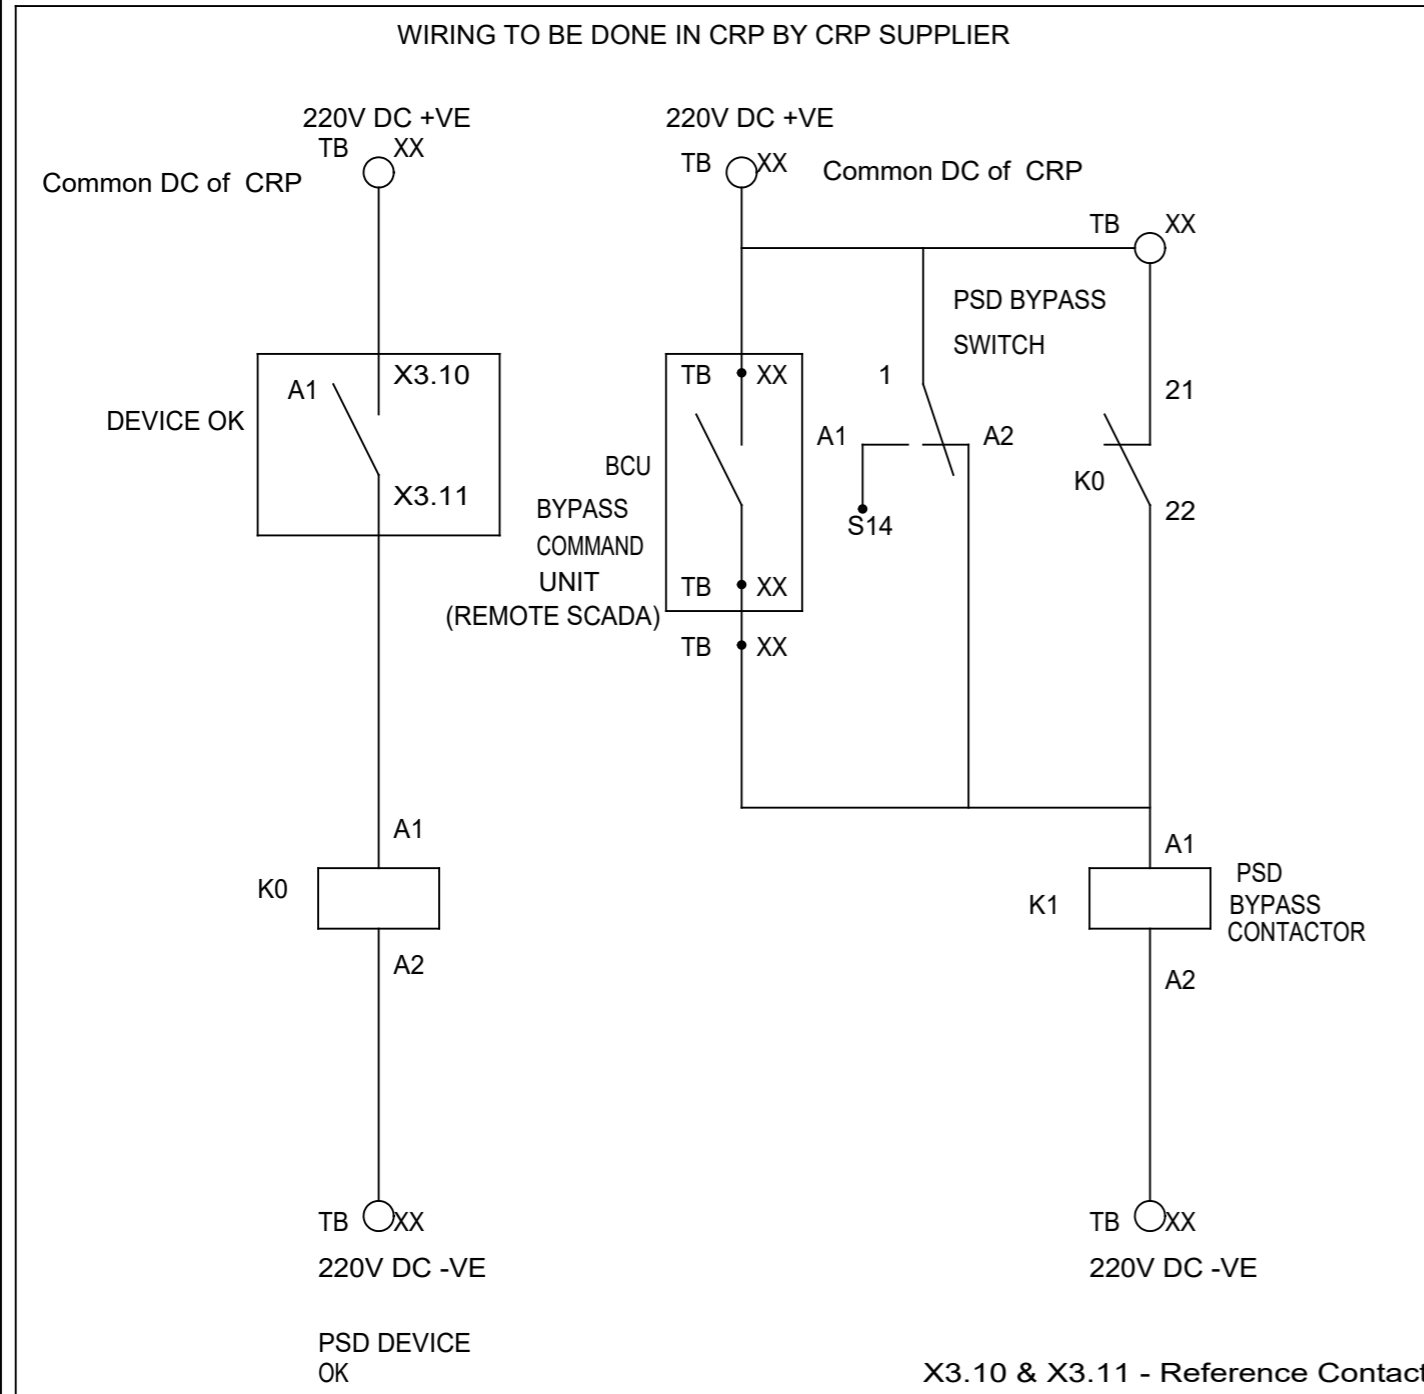 WIRING TO BE DONE IN CRP BY CRP SUPPLIER
220V DC +VE
TB XX
Common DC of CRP
220V DC +VE
TB XX
Common DC of CRP
TB XX
PSD BYPASS
SWITCH
DEVICE OK
A1
X3.10
X3.11
TB XX
BCU
BYPASS
COMMAND
UNIT
(REMOTE SCADA)
TB XX
TB XX
1
A1
A2
S14
21
K0
22
A1
K0
A2
A1
K1
PSD
BYPASS
CONTACTOR
A2
TB XX
220V DC -VE
TB XX
220V DC -VE
PSD DEVICE
OK
X3.10 & X3.11 - Reference Contact